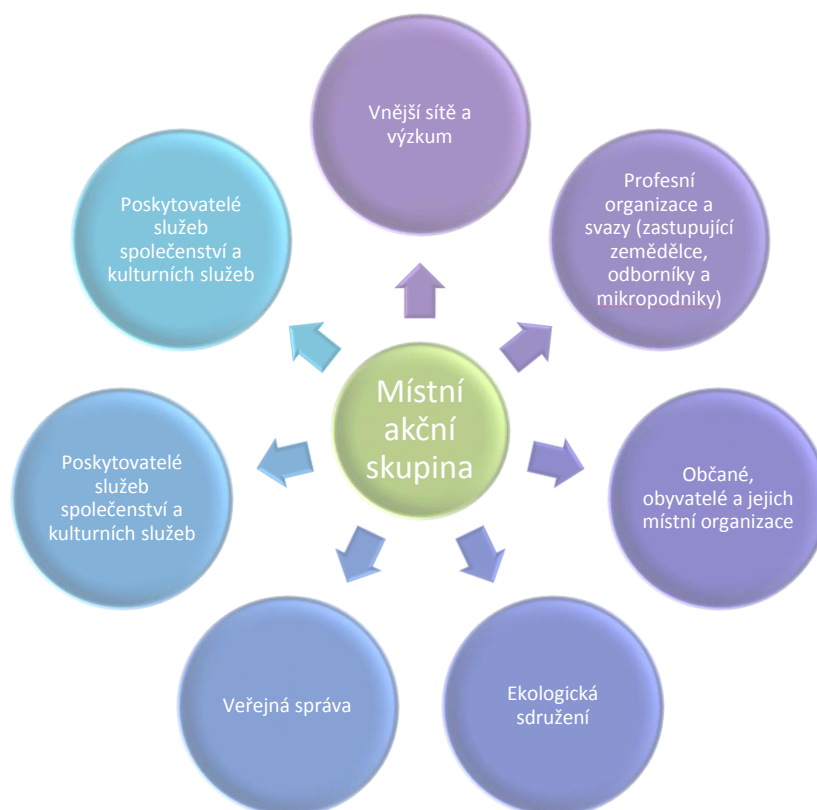 Vnější sítě a
výzkum
Profesní
organizace a
svazy (zastupující
zemědělce,
odborníky a
mikropodniky)
Občané,
obyvatelé a jejich
místní organizace
Ekologická
sdružení
Veřejná správa
Poskytovatelé
služeb
společenství a
kulturních služeb
Poskytovatelé
služeb
společenství a
kulturních služeb
Místní
akční
skupina